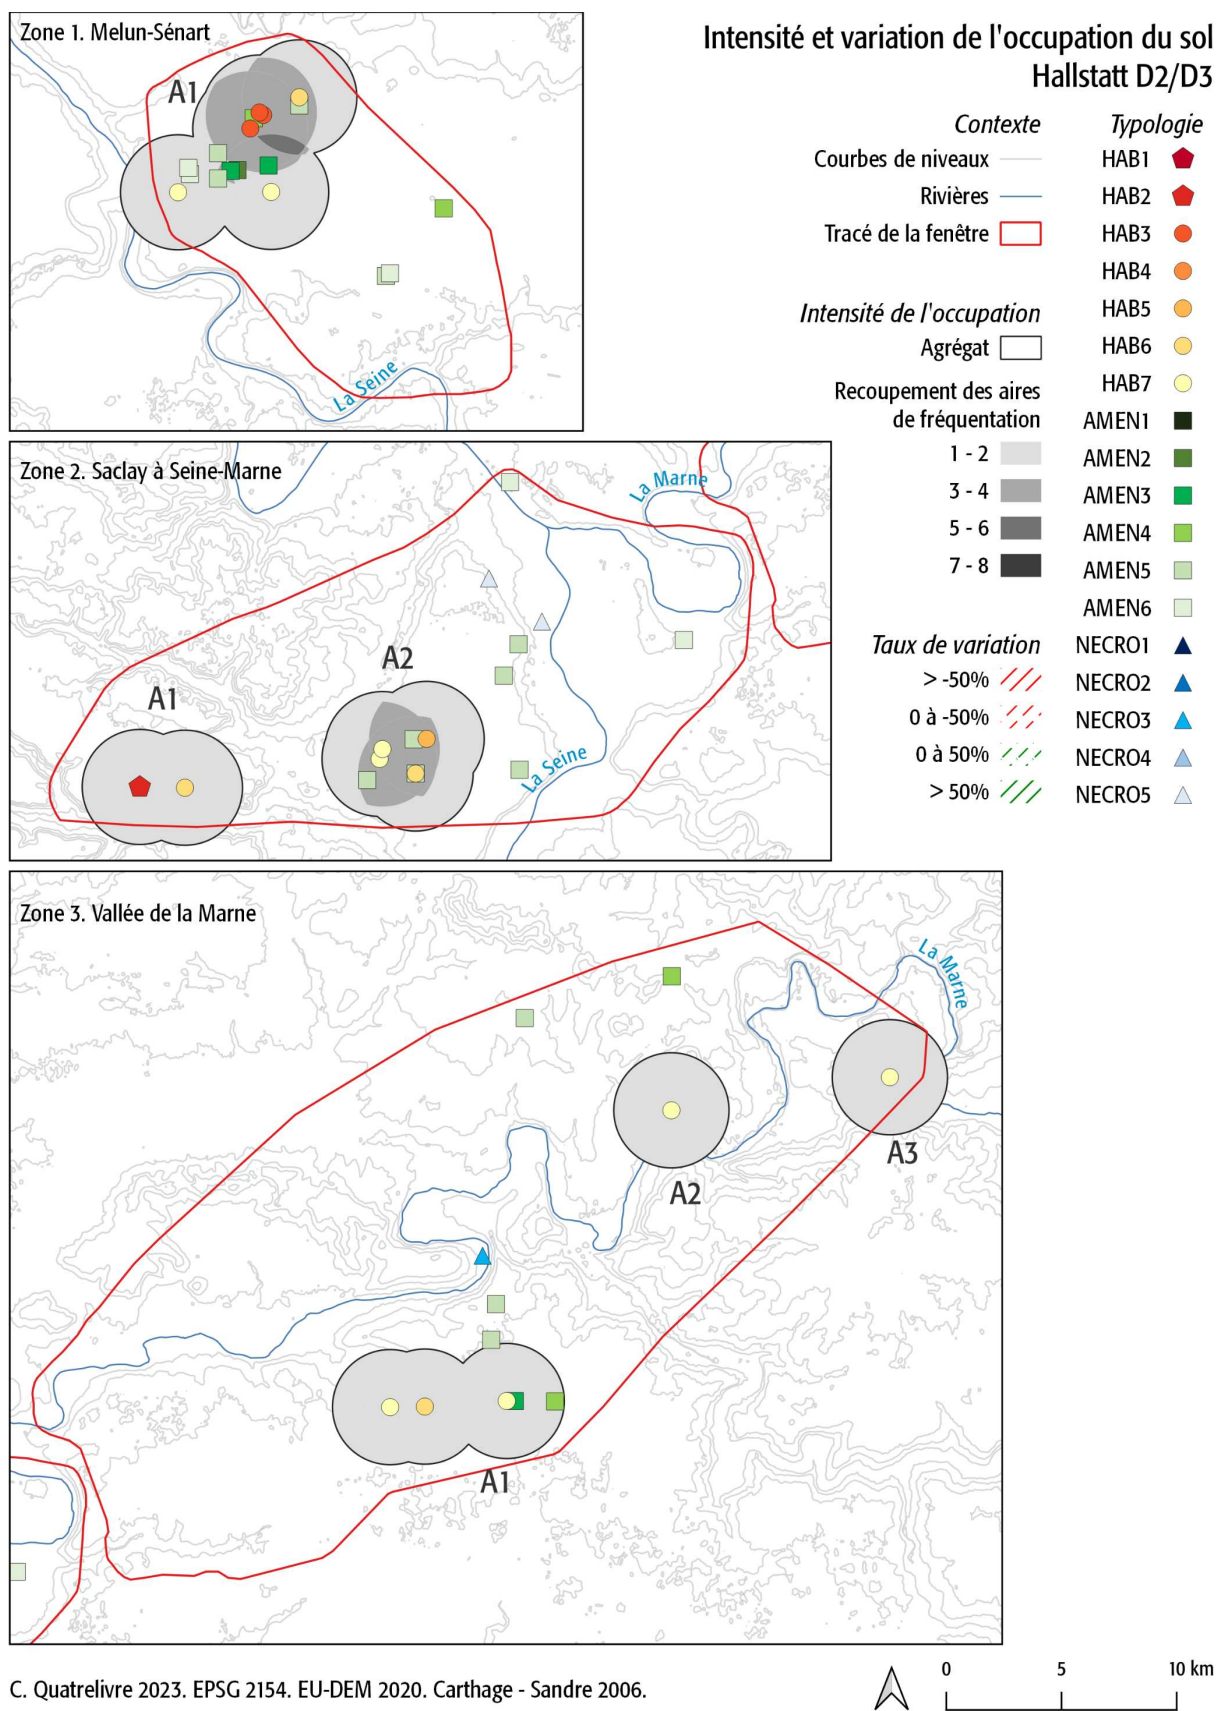 Zone 1. Melun-Sénart
A1
La Seine
Zone 2. Saclay à Seine-Marne
La Marne
A2
A1
La Seine
Zone 3. Vallée de la Marne
La Marne
A3
A2
A1
Intensité et variation de l'occupation du sol
Hallstatt D2/D3
Contexte
Courbes de niveaux
Rivières
Tracé de la fenêtre
Intensité de l'occupation
Agrégat
Recoupement des aires
de fréquentation
1 - 2
3 - 4
5 - 6
7 - 8
Taux de variation
> -50%
0 à -50%
0 à 50%
> 50%
Typologie
HAB1
HAB2
HAB3
HAB4
HAB5
HAB6
HAB7
AMEN1
AMEN2
AMEN3
AMEN4
AMEN5
AMEN6
NECRO1
NECRO2
NECRO3
NECRO4
NECRO5
C. Quatrelivre 2023. EPSG 2154. EU-DEM 2020. Carthage - Sandre 2006.
0 5 10 km